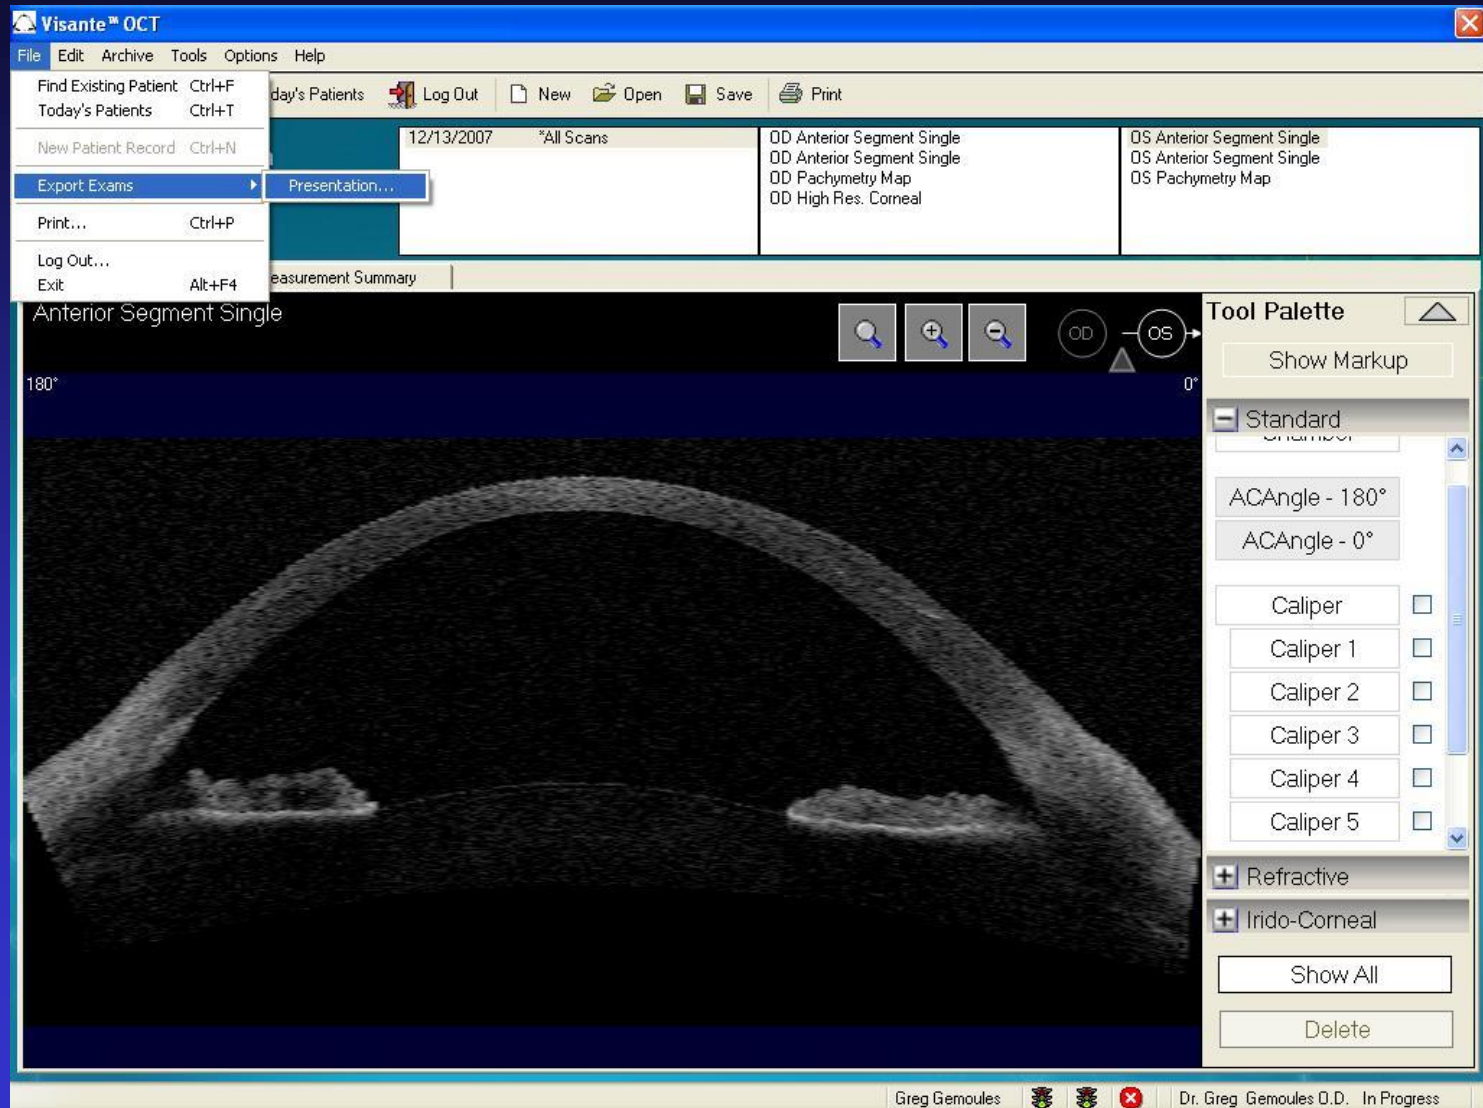 Visante™ OCT
File Edit Archive Tools Options Help
Find Existing Patient Ctrl+F
Today's Patients Ctrl+T
New Patient Record Ctrl+N
Export Exams
Presentation...
Print... Ctrl+P
Log Out...
Exit Alt+F4
day's Patients Log Out New Open Save Print
12/13/2007 *All Scans
OD Anterior Segment Single
OD Anterior Segment Single
OD Pachymetry Map
OD High Res. Corneal
OS Anterior Segment Single
OS Anterior Segment Single
OS Pachymetry Map
easurement Summary
Anterior Segment Single
OD
OS
180°
0°
Tool Palette
Show Markup
Standard
Chamber
ACAngle - 180°
ACAngle - 0°
Caliper
Caliper 1
Caliper 2
Caliper 3
Caliper 4
Caliper 5
Refractive
Irido-Corneal
Show All
Delete
Greg Gemoules Dr. Greg Gemoules O.D. In Progress